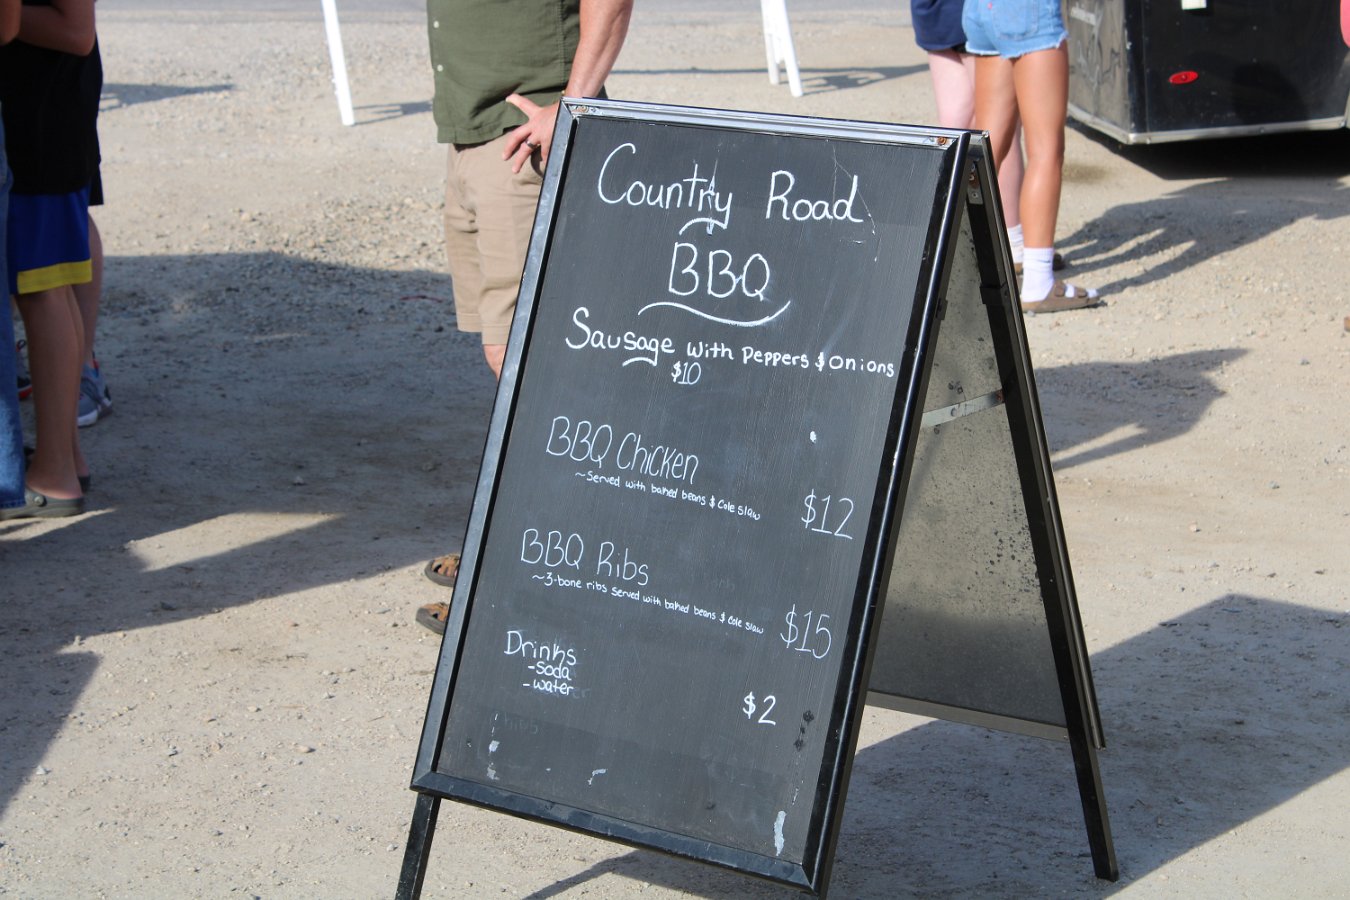 Country Road
BBQ
Sausage with Peppers & onions
$10
BBQ Chicken
~Served with baked beans & Cole slaw
$12
BBQ Ribs
~3-bone ribs served with baked beans & Cole slaw
$15
Drinks
-soda
-water
$2